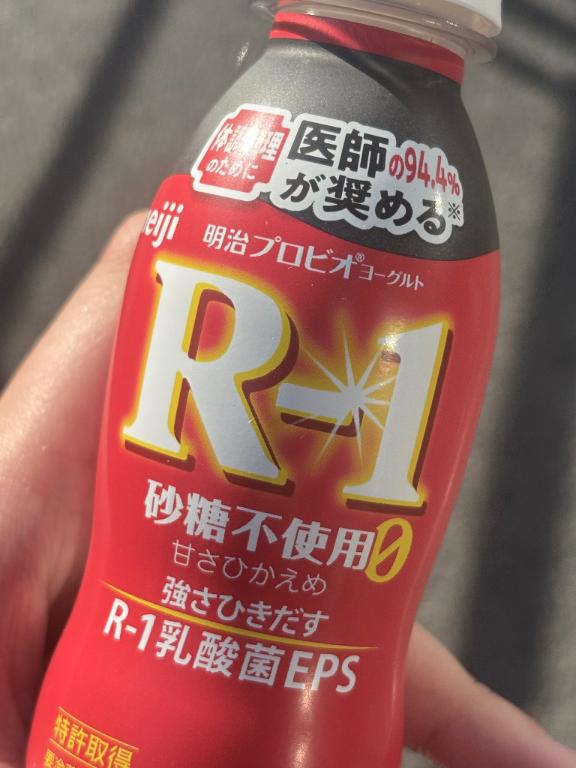 体調管理
のために
医師の94.4%
が奨める※
meiji
明治プロビオ®ヨーグルト
R-1
砂糖不使用0
甘さひかえめ
強さひきだす
R-1乳酸菌EPS
特許取得